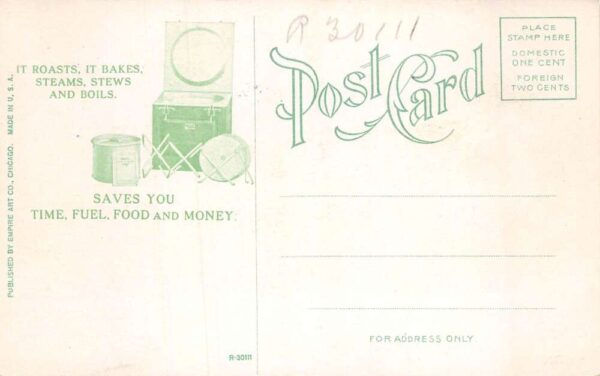 R 30111
IT ROASTS, IT BAKES,
STEAMS, STEWS
AND BOILS.
SAVES YOU
TIME, FUEL, FOOD AND MONEY.
PUBLISHED BY EMPIRE ART CO., CHICAGO. MADE IN U. S. A.
R-30111
Post Card
PLACE
STAMP HERE
DOMESTIC
ONE CENT
FOREIGN
TWO CENTS
FOR ADDRESS ONLY